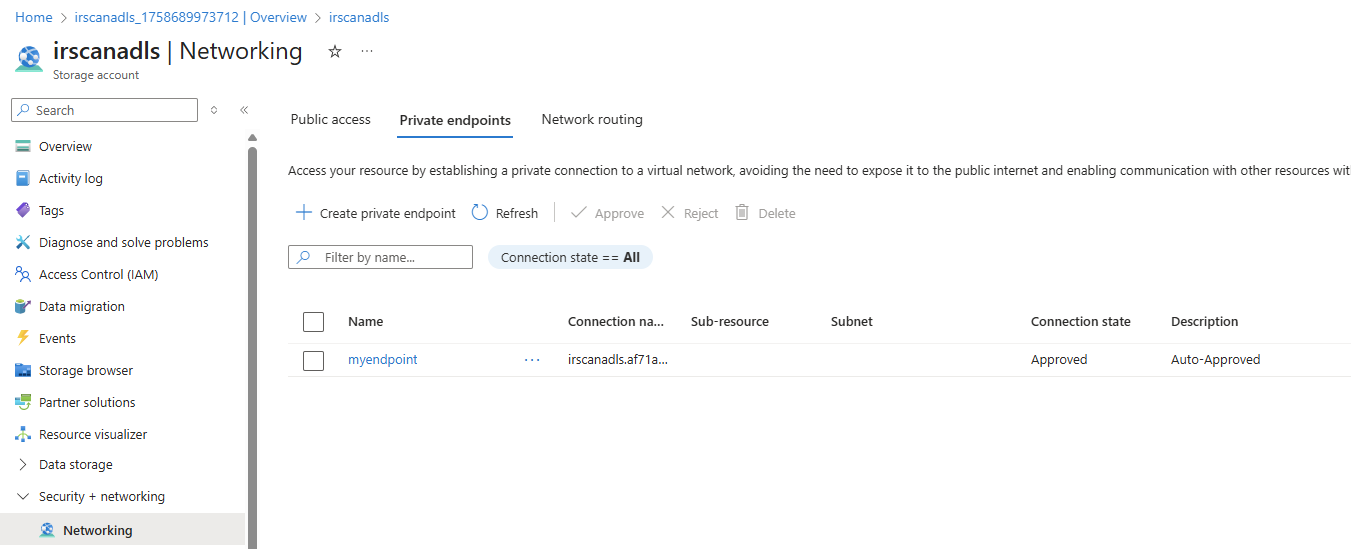 Home > irscanadls_1758689973712 | Overview > irscanadls
irscanadls | Networking
Storage account
Search
Overview
Activity log
Tags
Diagnose and solve problems
Access Control (IAM)
Data migration
Events
Storage browser
Partner solutions
Resource visualizer
Data storage
Security + networking
Networking
Public access Private endpoints Network routing
Access your resource by establishing a private connection to a virtual network, avoiding the need to expose it to the public internet and enabling communication with other resources wit
Create private endpoint Refresh Approve Reject Delete
Filter by name... Connection state == All
Name Connection na... Sub-resource Subnet Connection state Description
myendpoint ... irscanadls.af71a... Approved Auto-Approved